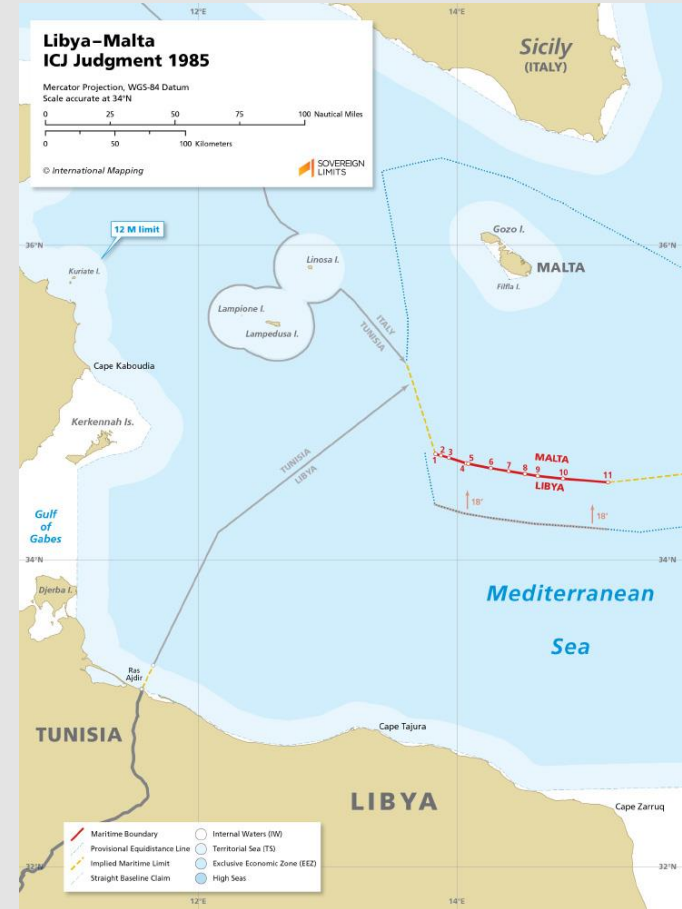 12°E
14°E
Libya–Malta
ICJ Judgment 1985
Mercator Projection, WGS-84 Datum
Scale accurate at 34°N
0 25 50 75 100 Nautical Miles
0 50 100 Kilometers
© International Mapping
SOVEREIGN
LIMITS
Sicily
(ITALY)
12 M limit
36°N
36°N
Kuriate I.
Linosa I.
Gozo I.
MALTA
Filfla I.
Lampione I.
Lampedusa I.
ITALY
TUNISIA
Cape Kaboudia
Kerkennah Is.
TUNISIA
LIBYA
1 2 3 4 5 6 7 8 9 10 11
MALTA
LIBYA
18'
18'
Gulf
of
Gabes
34°N
34°N
Djerba I.
Mediterranean
Sea
Ras
Ajdir
TUNISIA
Cape Tajura
LIBYA
Cape Zarruq
Maritime Boundary
Provisional Equidistance Line
Implied Maritime Limit
Straight Baseline Claim
Internal Waters (IW)
Territorial Sea (TS)
Exclusive Economic Zone (EEZ)
High Seas
32°N
32°N
12°E
14°E